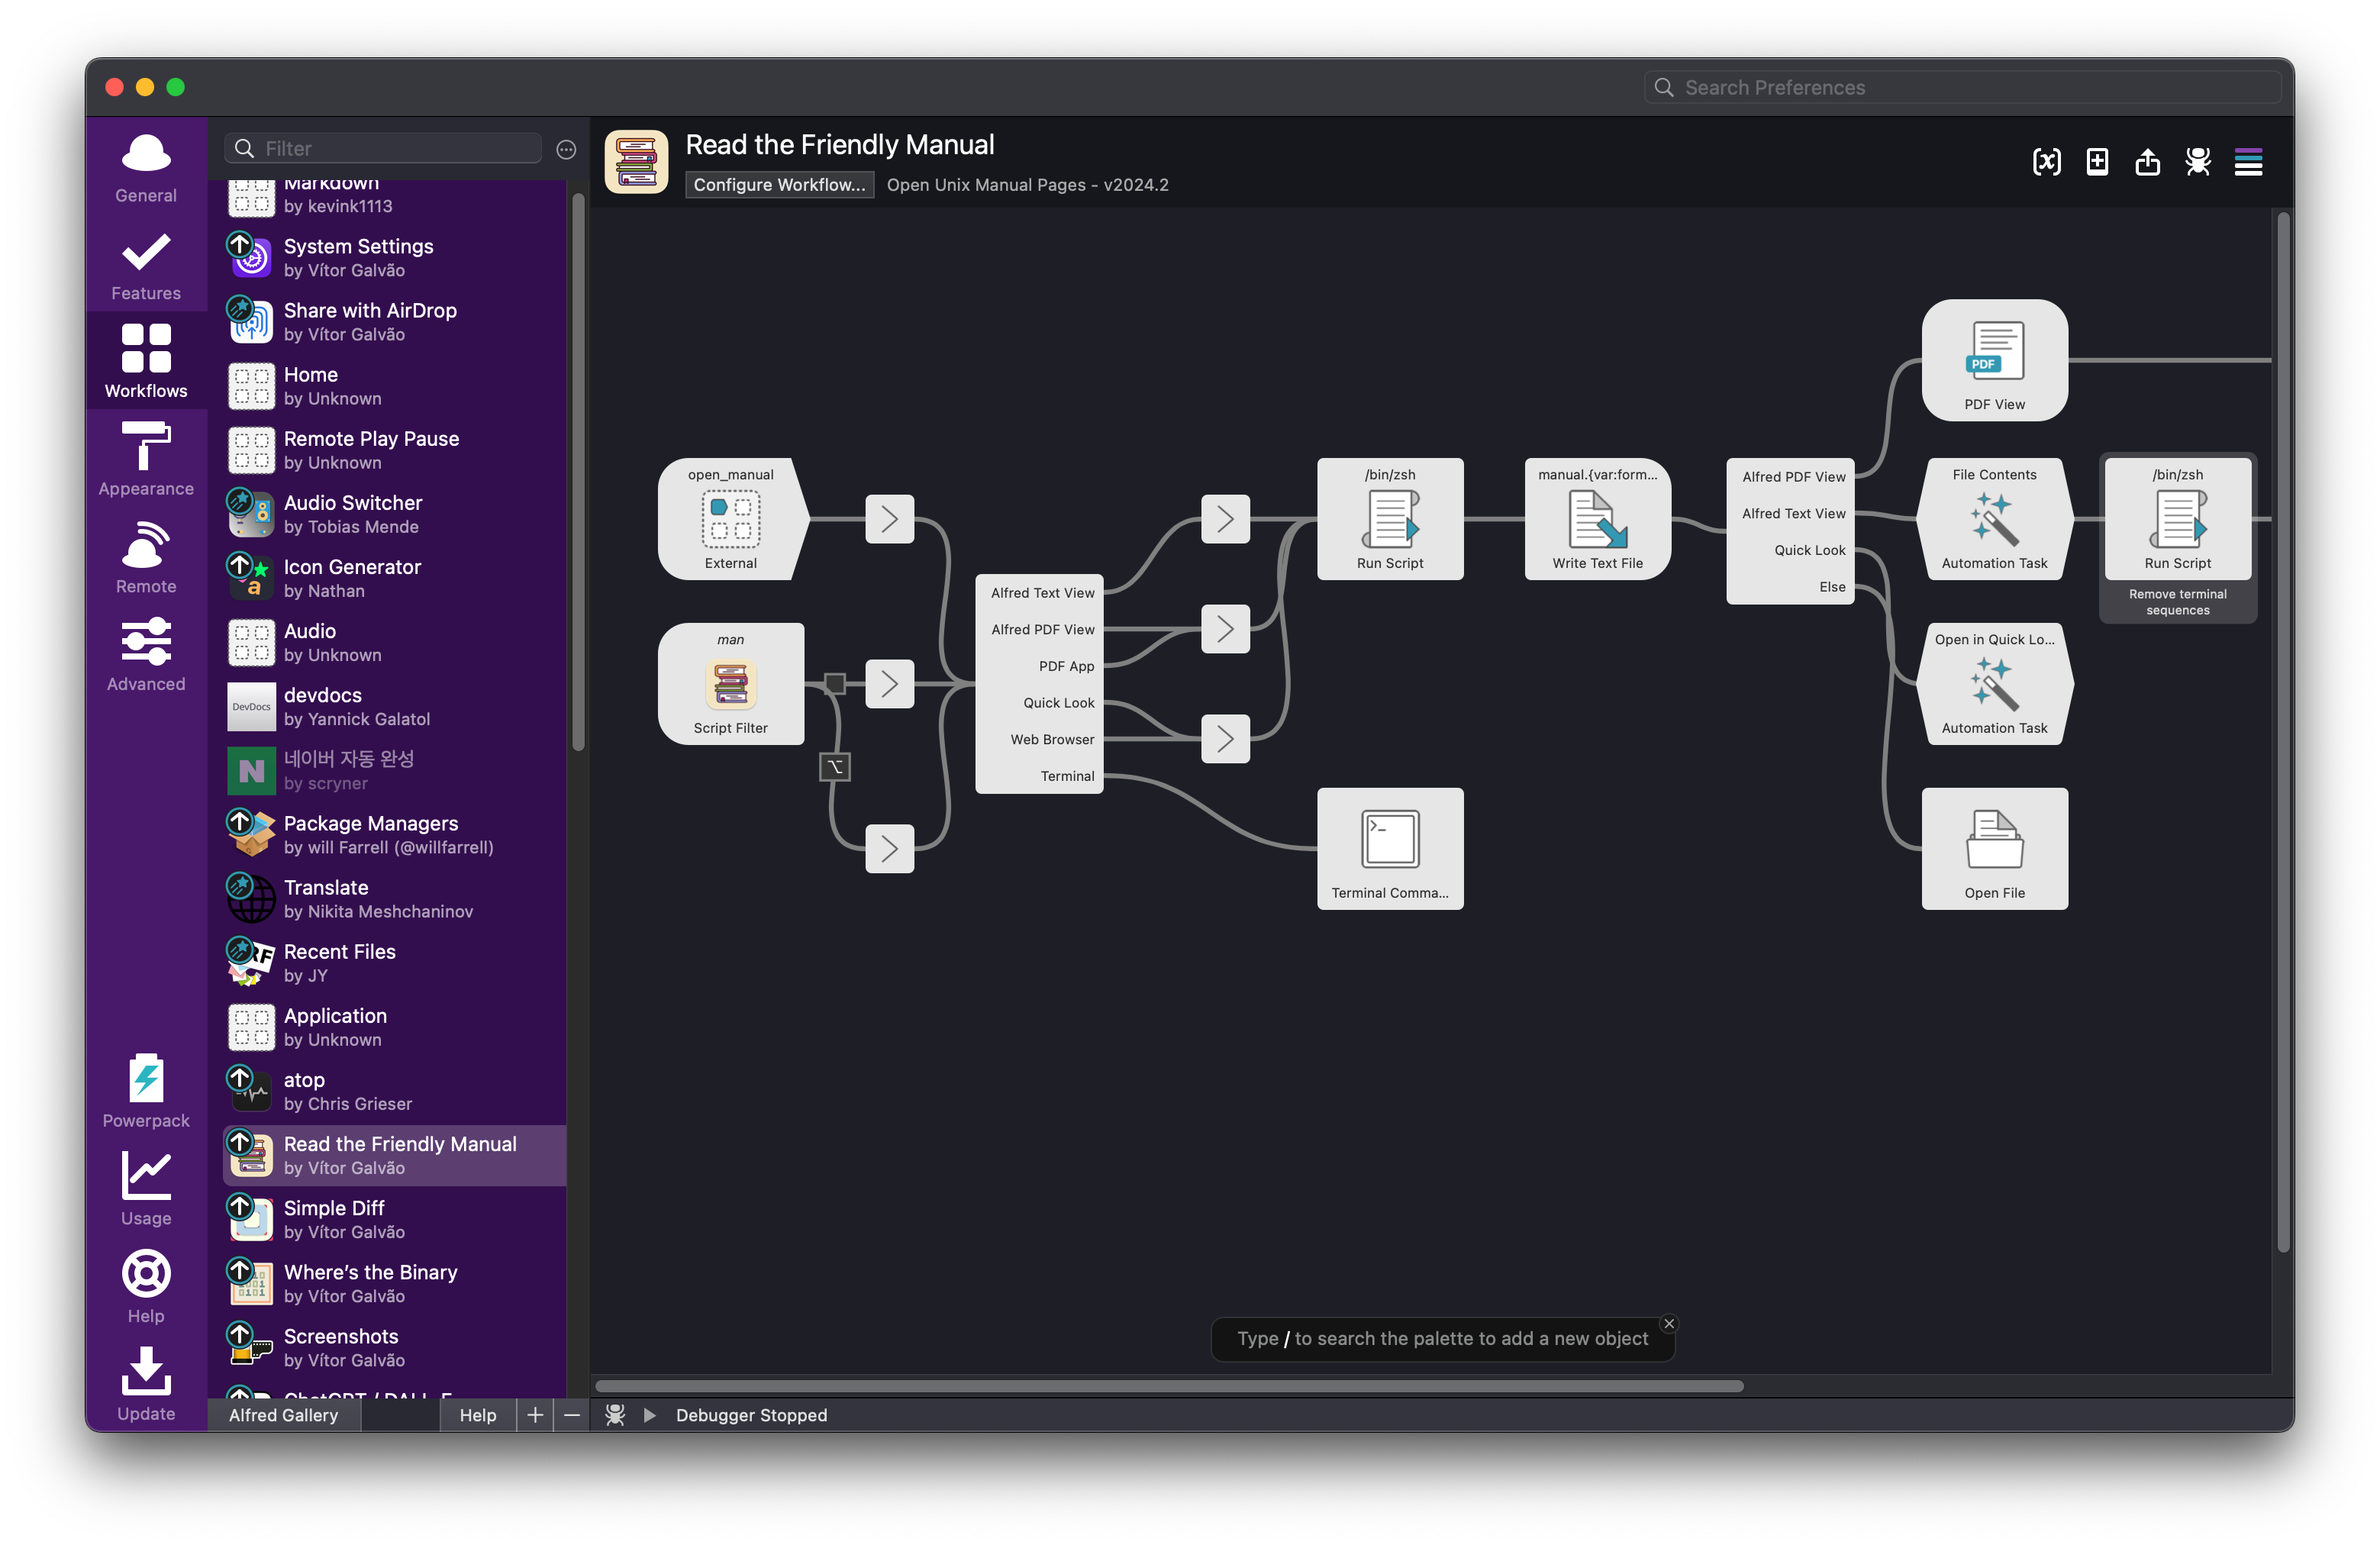 Search Preferences
General
Features
Workflows
Appearance
Remote
Advanced
Powerpack
Usage
Help
Update
Filter
Markdown
by kevink1113
System Settings
by Vítor Galvão
Share with AirDrop
by Vítor Galvão
Home
by Unknown
Remote Play Pause
by Unknown
Audio Switcher
by Tobias Mende
Icon Generator
by Nathan
Audio
by Unknown
DevDocs
devdocs
by Yannick Galatol
네이버 자동 완성
by scryner
Package Managers
by will Farrell (@willfarrell)
Translate
by Nikita Meshchaninov
Recent Files
by JY
Application
by Unknown
atop
by Chris Grieser
Read the Friendly Manual
by Vítor Galvão
Simple Diff
by Vítor Galvão
Where's the Binary
by Vítor Galvão
Screenshots
by Vítor Galvão
ChatGPT / DALL-E
Alfred Gallery
Help
Read the Friendly Manual
Configure Workflow...
Open Unix Manual Pages - v2024.2
open_manual
External
man
Script Filter
Alfred Text View
Alfred PDF View
PDF App
Quick Look
Web Browser
Terminal
/bin/zsh
Run Script
Terminal Comma...
manual.{var:form...
Write Text File
Alfred PDF View
Alfred Text View
Quick Look
Else
PDF
PDF View
File Contents
Automation Task
Open in Quick Lo...
Automation Task
Open File
/bin/zsh
Run Script
Remove terminal
sequences
Type / to search the palette to add a new object
Debugger Stopped